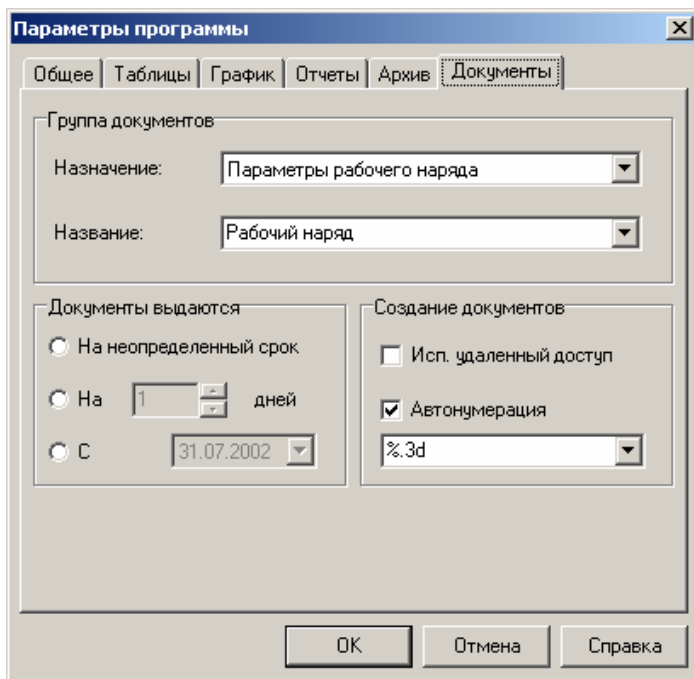 Параметры программы
Общее Таблицы График Отчеты Архив Документы
Группа документов
Назначение: Параметры рабочего наряда
Название: Рабочий наряд
Документы выдаются Создание документов
На неопределенный срок Исп. удаленный доступ
На 1 дней Автонумерация
С 31.07.2002 %.3d
OK Отмена Справка